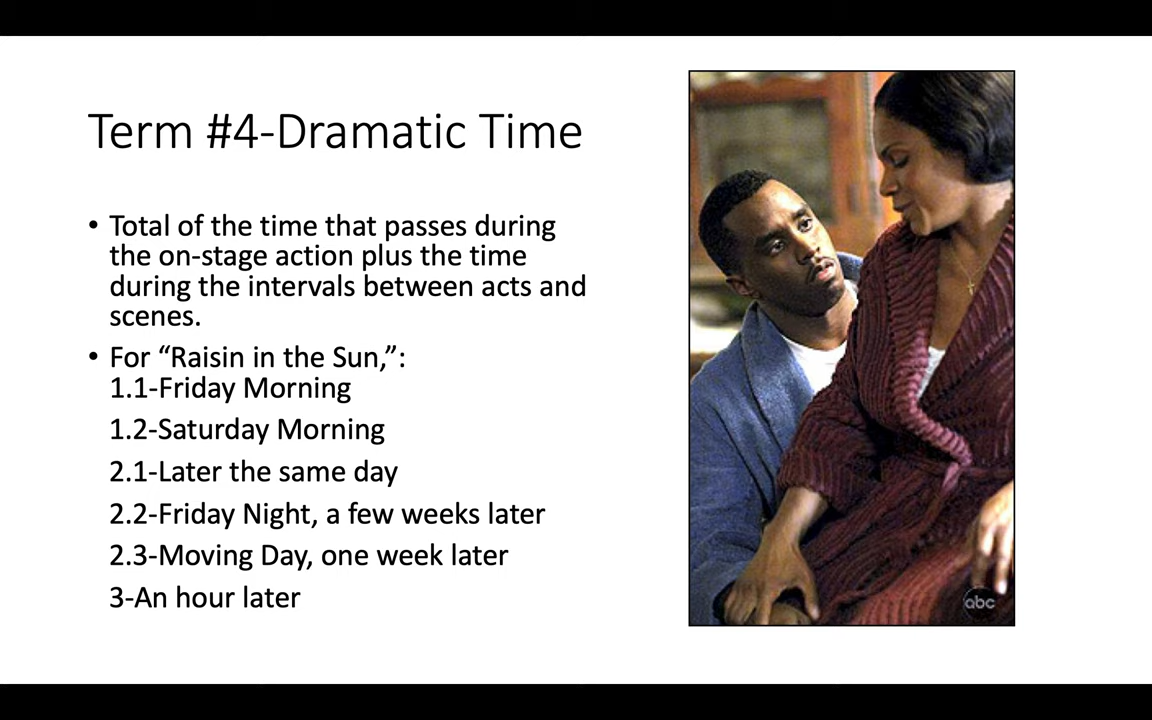 Term #4-Dramatic Time
• Total of the time that passes during
the on-stage action plus the time
during the intervals between acts and
scenes.
• For “Raisin in the Sun,”:
1.1-Friday Morning
1.2-Saturday Morning
2.1-Later the same day
2.2-Friday Night, a few weeks later
2.3-Moving Day, one week later
3-An hour later
abc